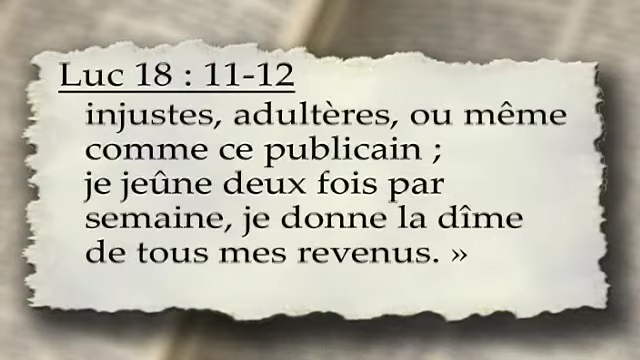 Luc 18 : 11-12
injustes, adultères, ou même
comme ce publicain ;
je jeûne deux fois par
semaine, je donne la dîme
de tous mes revenus. »